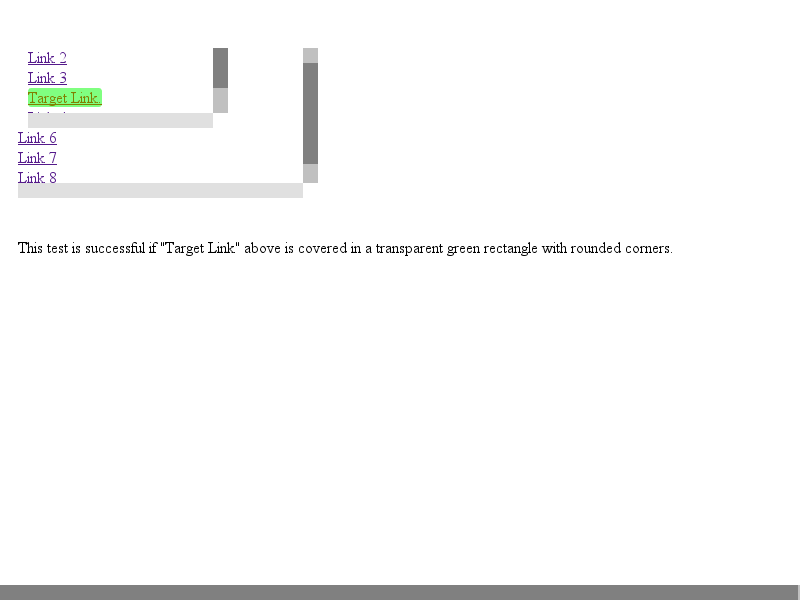 Link 2
Link 3
Target Link.
Link 6
Link 7
Link 8
This test is successful if "Target Link" above is covered in a transparent green rectangle with rounded corners.